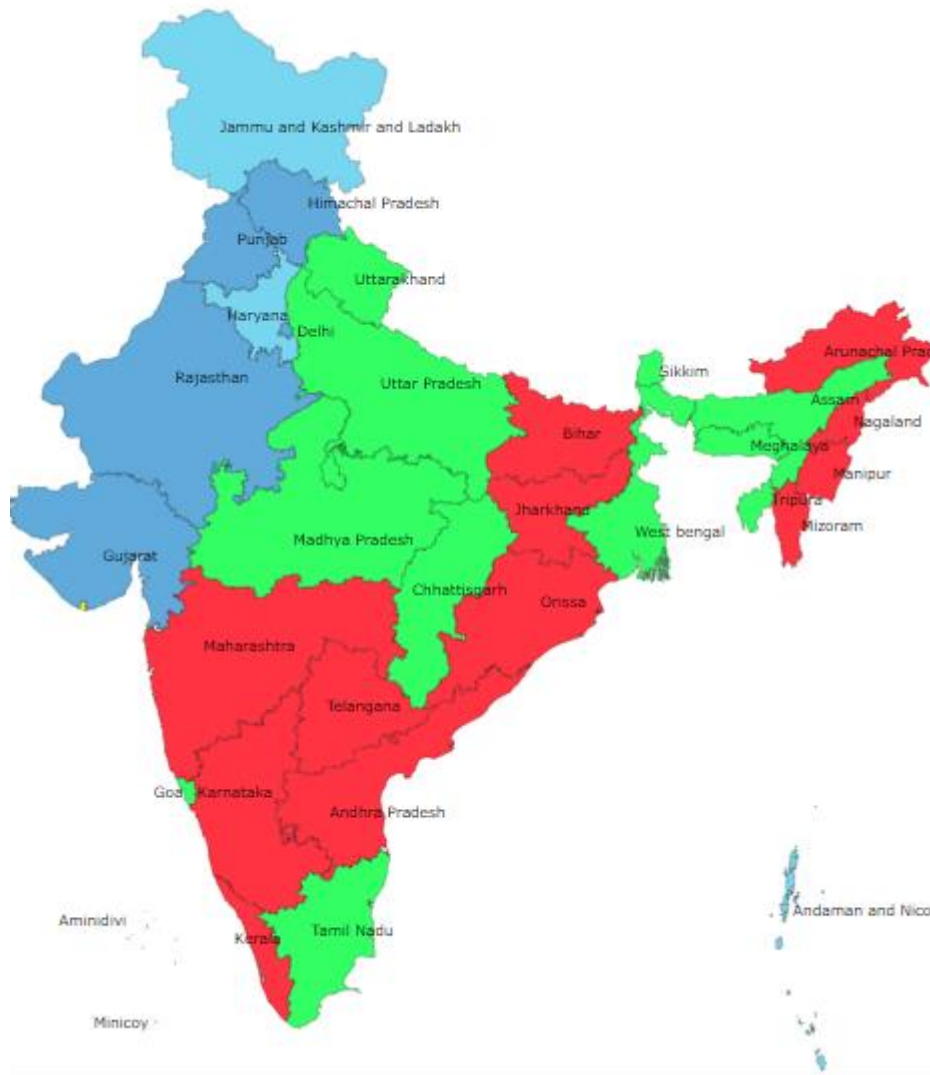 Jammu and Kashmir and Ladakh
Himachal Pradesh
Punjab
Uttarakhand
Haryana
Delhi
Rajasthan
Uttar Pradesh
Sikkim
Arunachal Prad
Assam
Nagaland
Bihar
Meghalaya
Manipur
Tripura
Jharkhand
Mizoram
West bengal
Madhya Pradesh
Gujarat
Chhattisgarh
Orissa
Maharashtra
Telangana
Goa
Karnataka
Andhra Pradesh
Andaman and Nico
Aminidivi
Kerala
Tamil Nadu
Minicoy